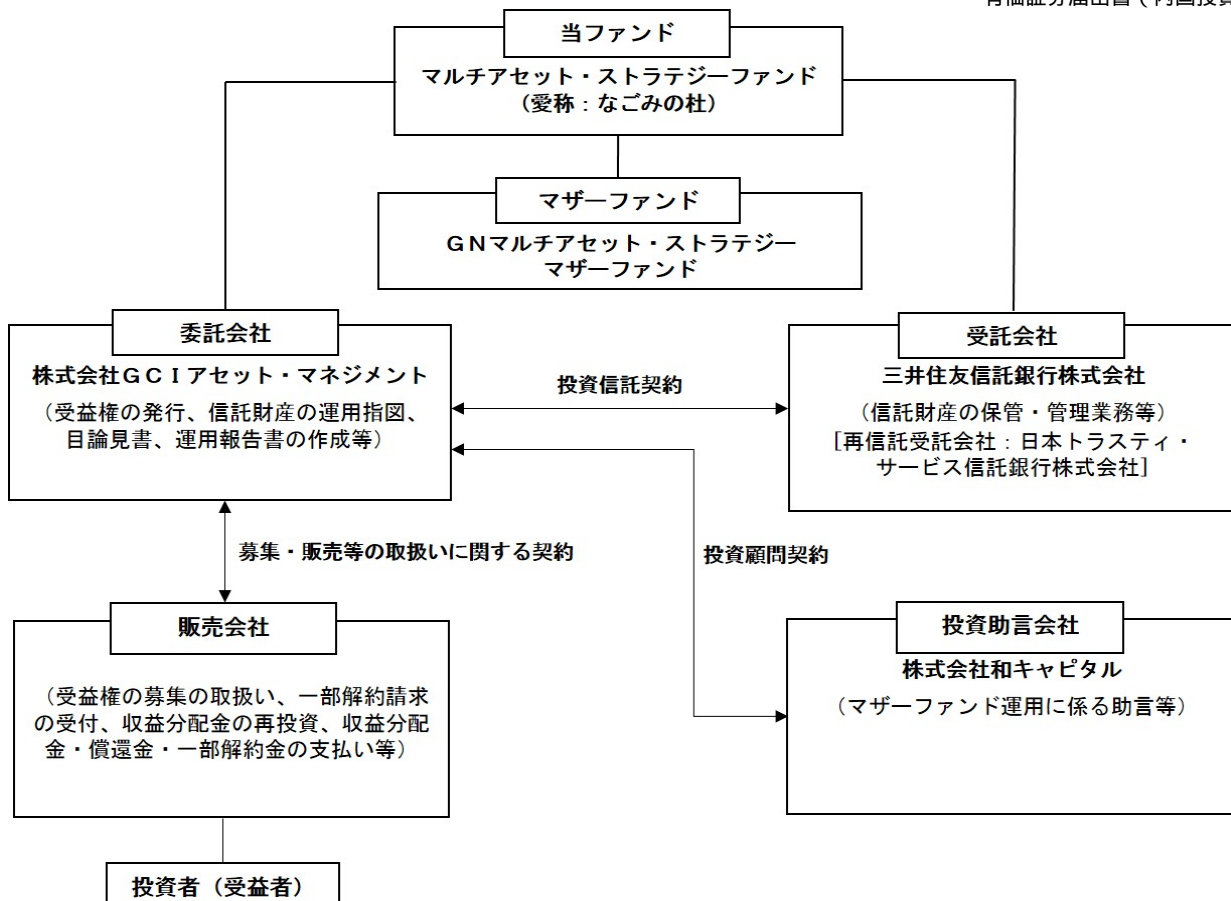 当ファンド
マルチアセット・ストラテジーファンド
(愛称:なごみの杜)
マザーファンド
GNマルチアセット・ストラテジー
マザーファンド
委託会社
株式会社GCIアセット・マネジメント
(受益権の発行、信託財産の運用指図、
目論見書、運用報告書の作成等)
投資信託契約
受託会社
三井住友信託銀行株式会社
(信託財産の保管・管理業務等)
[再信託受託会社:日本トラスティ・
サービス信託銀行株式会社]
募集・販売等の取扱いに関する契約
投資顧問契約
販売会社
(受益権の募集の取扱い、一部解約請求
の受付、収益分配金の再投資、収益分配
金・償還金・一部解約金の支払い等)
投資助言会社
株式会社和キャピタル
(マザーファンド運用に係る助言等)
投資者(受益者)